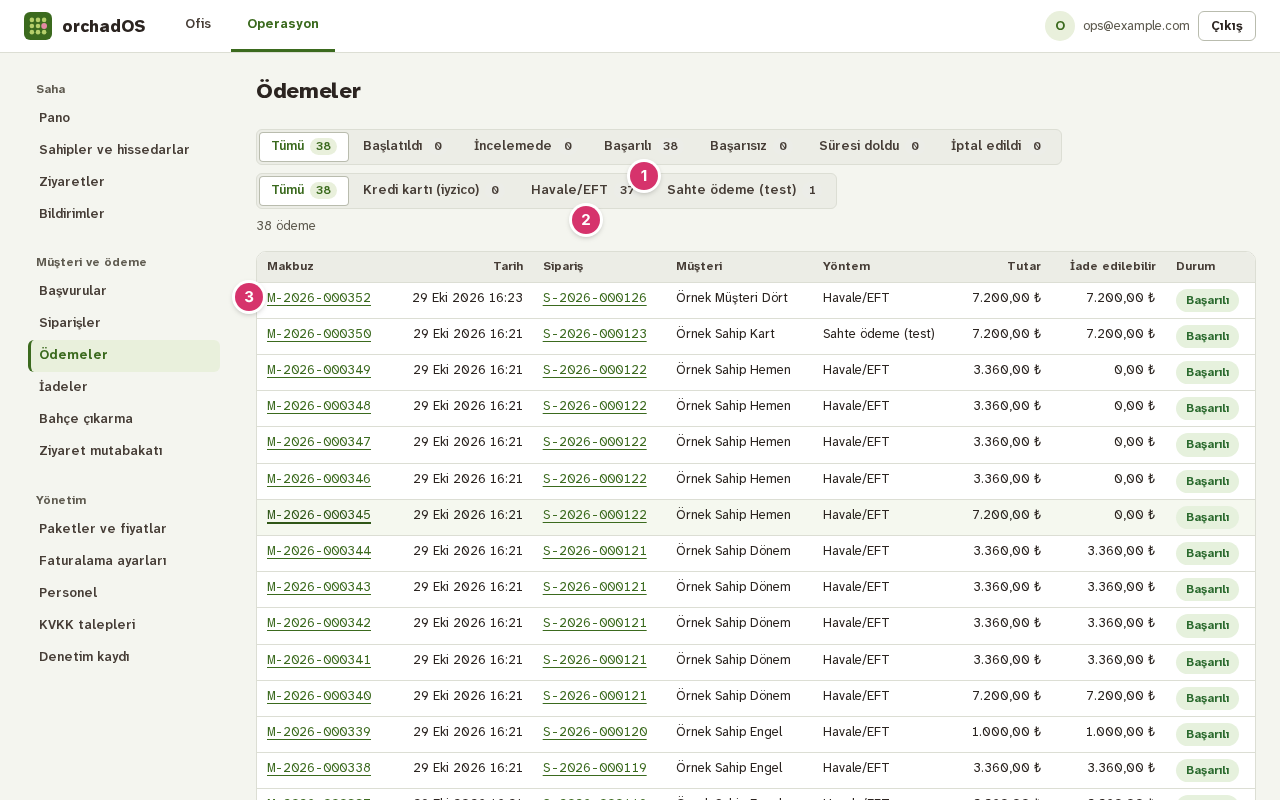 orchadOS Ofis Operasyon O ops@example.com Çıkış
Saha
Pano
Sahipler ve hissedarlar
Ziyaretler
Bildirimler
Müşteri ve ödeme
Başvurular
Siparişler
Ödemeler
İadeler
Bahçe çıkarma
Ziyaret mutabakatı
Yönetim
Paketler ve fiyatlar
Faturalama ayarları
Personel
KVKK talepleri
Denetim kaydı
Ödemeler
Tümü 38 Başlatıldı 0 İncelemede 0 Başarılı 38 Başarısız 0 Süresi doldu 0 İptal edildi 0
1
Tümü 38 Kredi kartı (iyzico) 0 Havale/EFT 37 Sahte ödeme (test) 1
2
38 ödeme
Makbuz Tarih Sipariş Müşteri Yöntem Tutar İade edilebilir Durum
3
M-2026-000352 29 Eki 2026 16:23 S-2026-000126 Örnek Müşteri Dört Havale/EFT 7.200,00 ₺ 7.200,00 ₺ Başarılı
M-2026-000350 29 Eki 2026 16:21 S-2026-000123 Örnek Sahip Kart Sahte ödeme (test) 7.200,00 ₺ 7.200,00 ₺ Başarılı
M-2026-000349 29 Eki 2026 16:21 S-2026-000122 Örnek Sahip Hemen Havale/EFT 3.360,00 ₺ 0,00 ₺ Başarılı
M-2026-000348 29 Eki 2026 16:21 S-2026-000122 Örnek Sahip Hemen Havale/EFT 3.360,00 ₺ 0,00 ₺ Başarılı
M-2026-000347 29 Eki 2026 16:21 S-2026-000122 Örnek Sahip Hemen Havale/EFT 3.360,00 ₺ 0,00 ₺ Başarılı
M-2026-000346 29 Eki 2026 16:21 S-2026-000122 Örnek Sahip Hemen Havale/EFT 3.360,00 ₺ 0,00 ₺ Başarılı
M-2026-000345 29 Eki 2026 16:21 S-2026-000122 Örnek Sahip Hemen Havale/EFT 7.200,00 ₺ 0,00 ₺ Başarılı
M-2026-000344 29 Eki 2026 16:21 S-2026-000121 Örnek Sahip Dönem Havale/EFT 3.360,00 ₺ 3.360,00 ₺ Başarılı
M-2026-000343 29 Eki 2026 16:21 S-2026-000121 Örnek Sahip Dönem Havale/EFT 3.360,00 ₺ 3.360,00 ₺ Başarılı
M-2026-000342 29 Eki 2026 16:21 S-2026-000121 Örnek Sahip Dönem Havale/EFT 3.360,00 ₺ 3.360,00 ₺ Başarılı
M-2026-000341 29 Eki 2026 16:21 S-2026-000121 Örnek Sahip Dönem Havale/EFT 3.360,00 ₺ 3.360,00 ₺ Başarılı
M-2026-000340 29 Eki 2026 16:21 S-2026-000121 Örnek Sahip Dönem Havale/EFT 7.200,00 ₺ 7.200,00 ₺ Başarılı
M-2026-000339 29 Eki 2026 16:21 S-2026-000120 Örnek Sahip Engel Havale/EFT 1.000,00 ₺ 1.000,00 ₺ Başarılı
M-2026-000338 29 Eki 2026 16:21 S-2026-000119 Örnek Sahip Engel Havale/EFT 3.360,00 ₺ 3.360,00 ₺ Başarılı